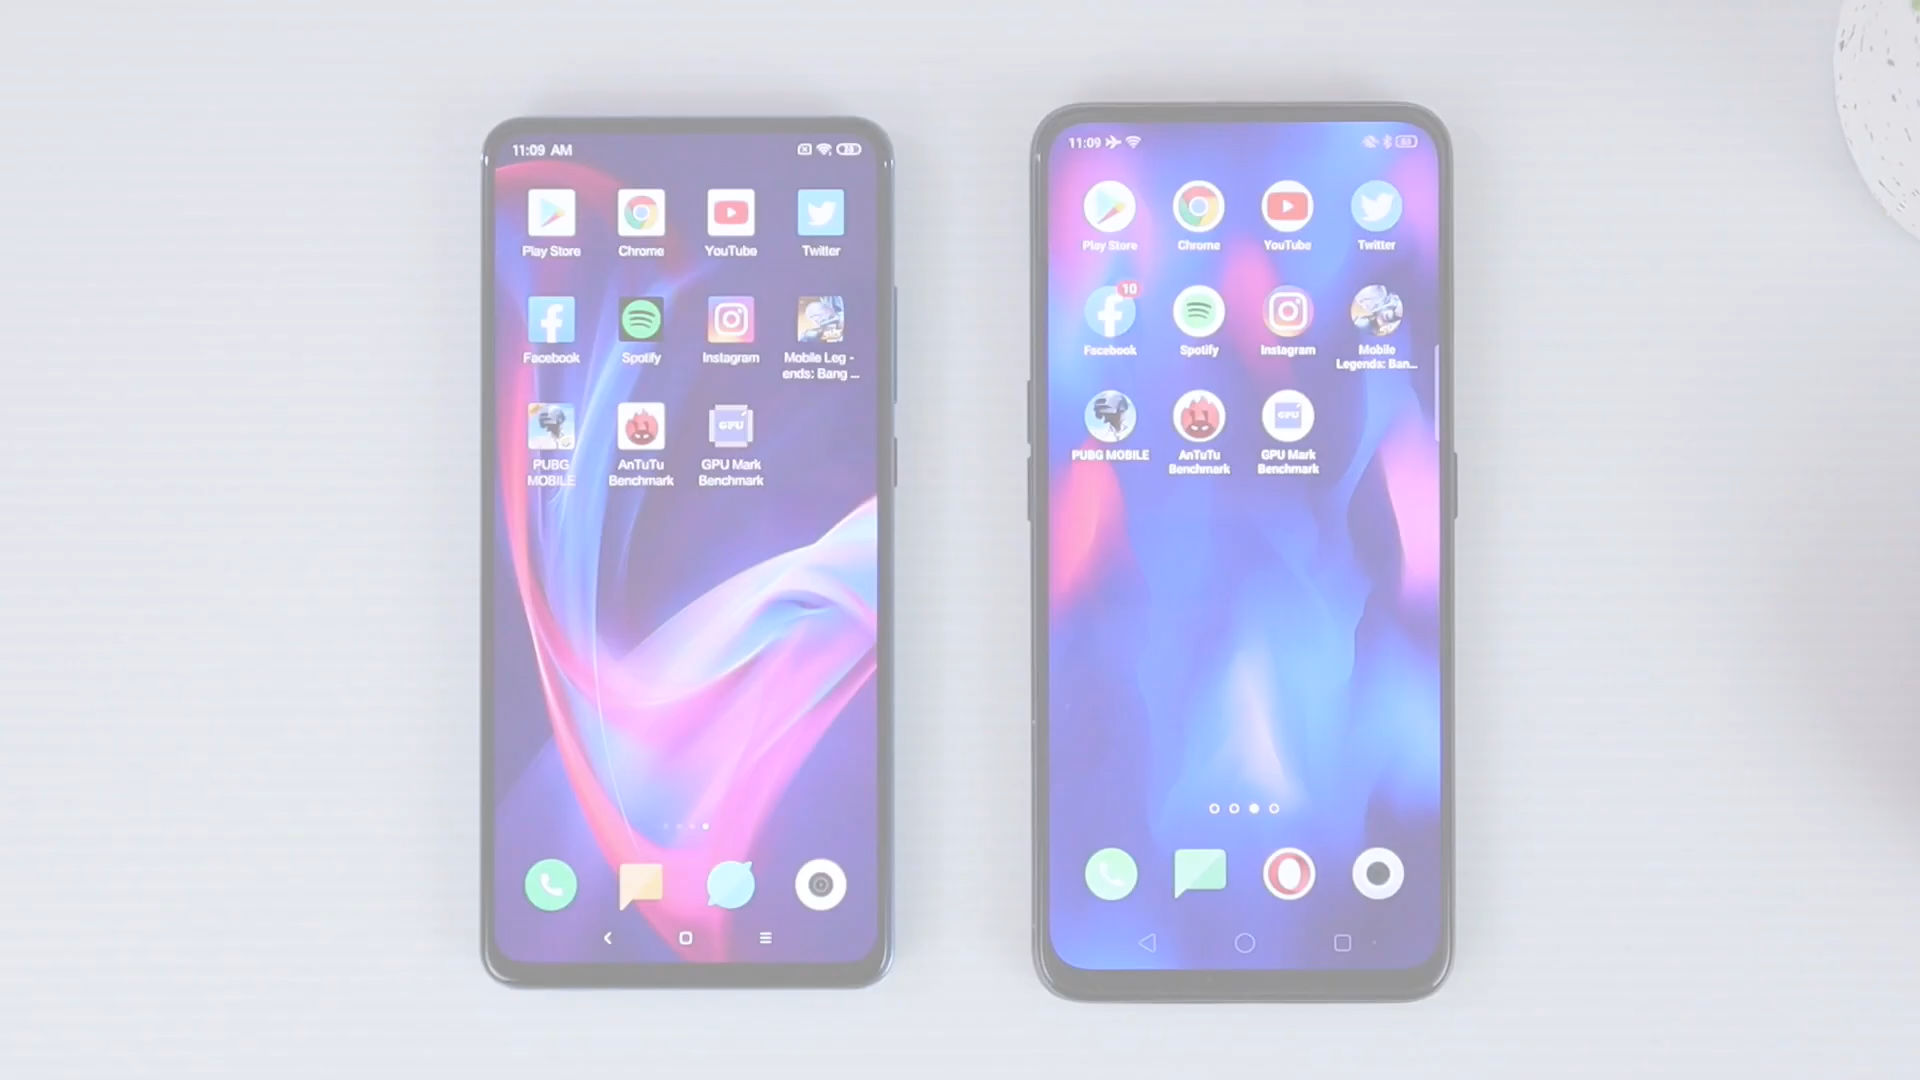 11:09 AM
Play Store
Chrome
YouTube
Twitter
Facebook
Spotify
Instagram
Mobile Leg -
ends: Bang ...
PUBG
MOBILE
AnTuTu
Benchmark
GPU
GPU Mark
Benchmark
11:09
Play Store
Chrome
YouTube
Twitter
10
Facebook
Spotify
Instagram
Mobile
Legends: Ban...
PUBG MOBILE
AnTuTu
Benchmark
GPU
GPU Mark
Benchmark